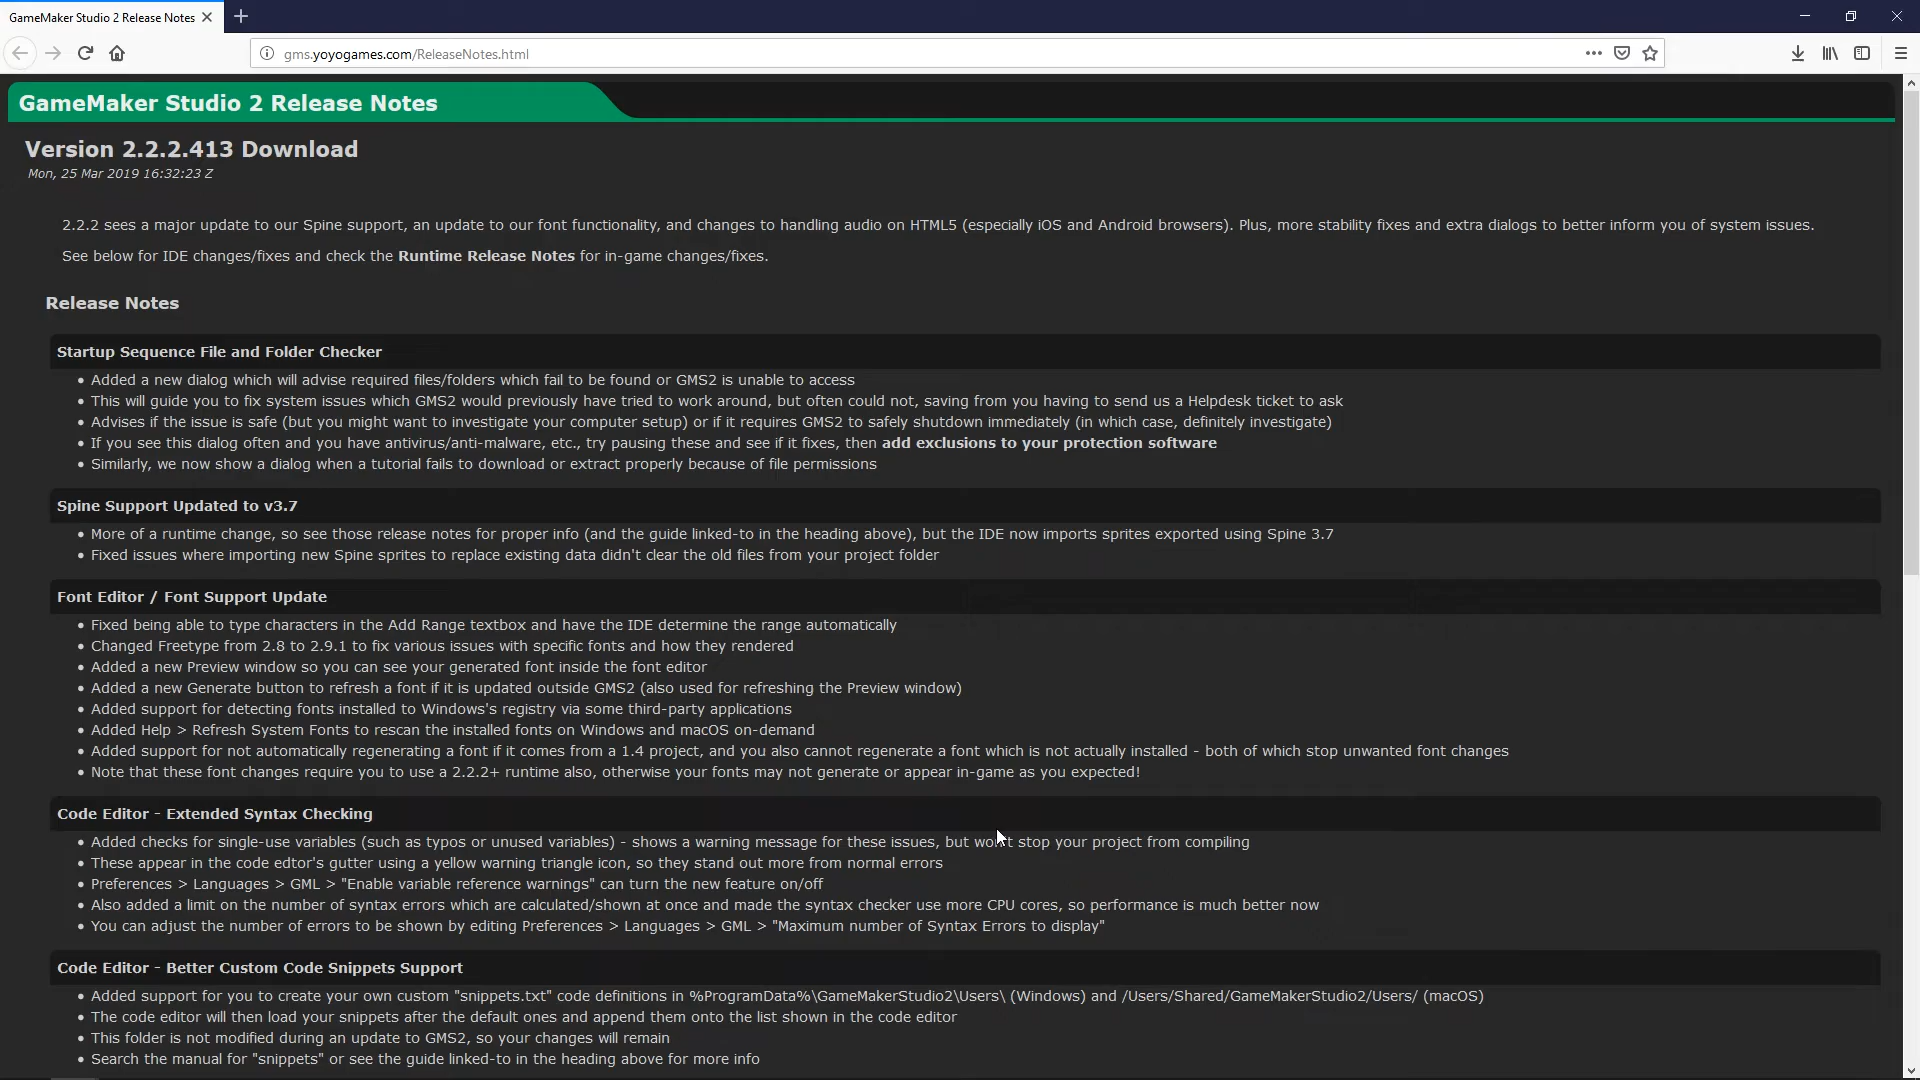 GameMaker Studio 2 Release Notes
gms.yoyogames.com/ReleaseNotes.html
GameMaker Studio 2 Release Notes
Version 2.2.2.413 Download
Mon, 25 Mar 2019 16:32:23 Z
2.2.2 sees a major update to our Spine support, an update to our font functionality, and changes to handling audio on HTML5 (especially iOS and Android browsers). Plus, more stability fixes and extra dialogs to better inform you of system issues.
See below for IDE changes/fixes and check the Runtime Release Notes for in-game changes/fixes.
Release Notes
Startup Sequence File and Folder Checker
• Added a new dialog which will advise required files/folders which fail to be found or GMS2 is unable to access
• This will guide you to fix system issues which GMS2 would previously have tried to work around, but often could not, saving from you having to send us a Helpdesk ticket to ask
• Advises if the issue is safe (but you might want to investigate your computer setup) or if it requires GMS2 to safely shutdown immediately (in which case, definitely investigate)
• If you see this dialog often and you have antivirus/anti-malware, etc., try pausing these and see if it fixes, then add exclusions to your protection software
• Similarly, we now show a dialog when a tutorial fails to download or extract properly because of file permissions
Spine Support Updated to v3.7
• More of a runtime change, so see those release notes for proper info (and the guide linked-to in the heading above), but the IDE now imports sprites exported using Spine 3.7
• Fixed issues where importing new Spine sprites to replace existing data didn't clear the old files from your project folder
Font Editor / Font Support Update
• Fixed being able to type characters in the Add Range textbox and have the IDE determine the range automatically
• Changed Freetype from 2.8 to 2.9.1 to fix various issues with specific fonts and how they rendered
• Added a new Preview window so you can see your generated font inside the font editor
• Added a new Generate button to refresh a font if it is updated outside GMS2 (also used for refreshing the Preview window)
• Added support for detecting fonts installed to Windows's registry via some third-party applications
• Added Help > Refresh System Fonts to rescan the installed fonts on Windows and macOS on-demand
• Added support for not automatically regenerating a font if it comes from a 1.4 project, and you also cannot regenerate a font which is not actually installed - both of which stop unwanted font changes
• Note that these font changes require you to use a 2.2.2+ runtime also, otherwise your fonts may not generate or appear in-game as you expected!
Code Editor - Extended Syntax Checking
• Added checks for single-use variables (such as typos or unused variables) - shows a warning message for these issues, but won't stop your project from compiling
• These appear in the code edtor's gutter using a yellow warning triangle icon, so they stand out more from normal errors
• Preferences > Languages > GML > "Enable variable reference warnings" can turn the new feature on/off
• Also added a limit on the number of syntax errors which are calculated/shown at once and made the syntax checker use more CPU cores, so performance is much better now
• You can adjust the number of errors to be shown by editing Preferences > Languages > GML > "Maximum number of Syntax Errors to display"
Code Editor - Better Custom Code Snippets Support
• Added support for you to create your own custom "snippets.txt" code definitions in %ProgramData%\GameMakerStudio2\Users\ (Windows) and /Users/Shared/GameMakerStudio2/Users/ (macOS)
• The code editor will then load your snippets after the default ones and append them onto the list shown in the code editor
• This folder is not modified during an update to GMS2, so your changes will remain
• Search the manual for "snippets" or see the guide linked-to in the heading above for more info